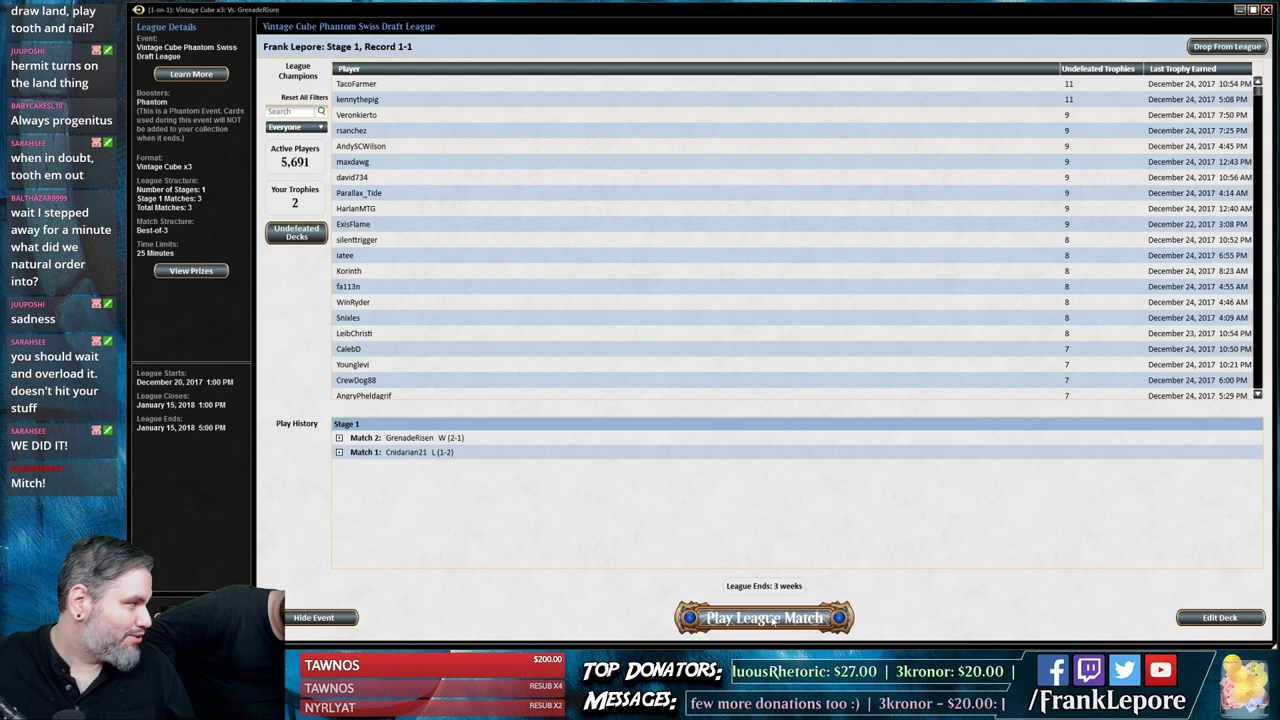 draw land, play
tooth and nail?
JUUPOSHI
hermit turns on
the land thing
BABYCAKESL10
Always progenitus
SARAHSEE
when in doubt,
tooth em out
BALTHAZAR9999
wait I stepped
away for a minute
what did we
natural order
into?
JUUPOSHI
sadness
SARAHSEE
you should wait
and overload it.
doesn't hit your
stuff
SARAHSEE
WE DID IT!
Mitch!
(1-on-1): Vintage Cube x3: Vs. GrenadeRisen
League Details
Event:
Vintage Cube Phantom Swiss
Draft League
Learn More
Boosters:
Phantom
(This is a Phantom Event. Cards
used during this event will NOT
be added to your collection
when it ends.)
Format:
Vintage Cube x3
League Structure:
Number of Stages: 1
Stage 1 Matches: 3
Total Matches: 3
Match Structure:
Best-of-3
Time Limits:
25 Minutes
View Prizes
League Starts:
December 20, 2017 1:00 PM
League Closes:
January 15, 2018 1:00 PM
League Ends:
January 15, 2018 5:00 PM
Vintage Cube Phantom Swiss Draft League
Frank Lepore: Stage 1, Record 1-1
Drop From League
League
Champions
Reset All Filters
Search
Everyone
Active Players
5,691
Your Trophies
2
Undefeated
Decks
Player Undefeated Trophies Last Trophy Earned
TacoFarmer 11 December 24, 2017 10:54 PM
kennythepig 11 December 24, 2017 5:08 PM
Veronkierto 9 December 24, 2017 7:50 PM
rsanchez 9 December 24, 2017 7:25 PM
AndySCWilson 9 December 24, 2017 4:45 PM
maxdawg 9 December 24, 2017 12:43 PM
david734 9 December 24, 2017 10:56 AM
Parallax_Tide 9 December 24, 2017 4:14 AM
HarlanMTG 9 December 24, 2017 12:40 AM
ExisFlame 9 December 22, 2017 3:08 PM
silenttrigger 8 December 24, 2017 10:52 PM
iatee 8 December 24, 2017 6:55 PM
Korinth 8 December 24, 2017 8:23 AM
fa113n 8 December 24, 2017 4:55 AM
WinRyder 8 December 24, 2017 4:46 AM
Snixles 8 December 24, 2017 4:09 AM
LeibChristi 8 December 23, 2017 10:54 PM
CalebD 7 December 24, 2017 10:50 PM
Younglevi 7 December 24, 2017 10:21 PM
CrewDog88 7 December 24, 2017 6:00 PM
AngryPheldagrif 7 December 24, 2017 5:29 PM
Play History
Stage 1
Match 2: GrenadeRisen W (2-1)
Match 1: Cnidarian21 L (1-2)
League Ends: 3 weeks
Hide Event
Play League Match
Edit Deck
TAWNOS $200.00
TAWNOS RESUB X4
NYRLYAT RESUB X2
TOP DONATORS: luousRhetoric: $27.00 | 3kronor: $20.00 |
MESSAGES: few more donations too :) | 3kronor - $20.00:
/FRANKLEPORE